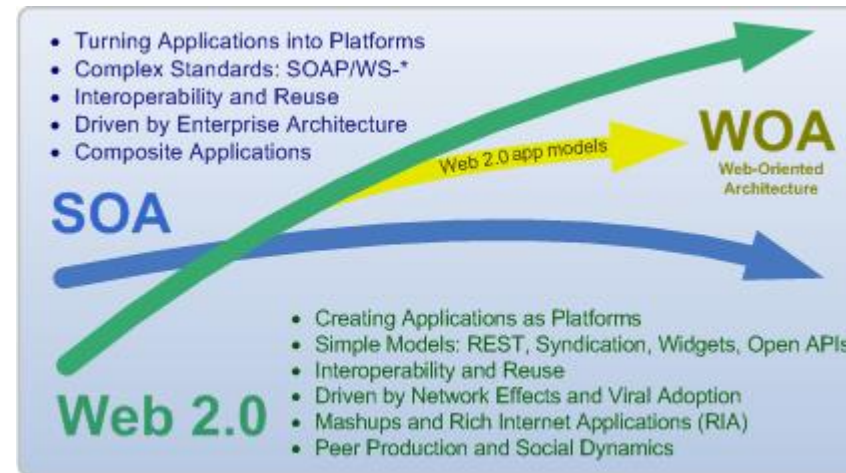 • Turning Applications into Platforms
• Complex Standards: SOAP/WS-*
• Interoperability and Reuse
• Driven by Enterprise Architecture
• Composite Applications
SOA
Web 2.0 app models
WOA
Web-Oriented
Architecture
• Creating Applications as Platforms
• Simple Models: REST, Syndication, Widgets, Open APIs
• Interoperability and Reuse
• Driven by Network Effects and Viral Adoption
• Mashups and Rich Internet Applications (RIA)
• Peer Production and Social Dynamics
Web 2.0